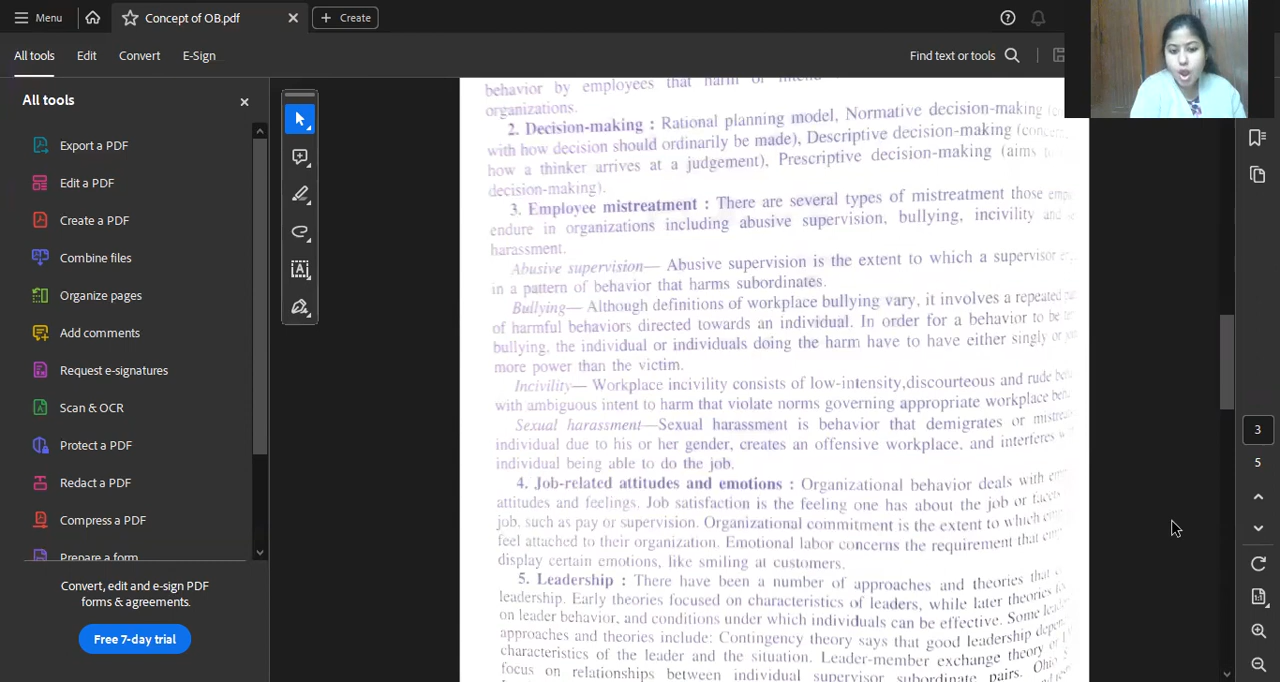 Menu
Concept of OB.pdf
Create
All tools
Edit
Convert
E-Sign
Find text or tools
All tools
Export a PDF
Edit a PDF
Create a PDF
Combine files
Organize pages
Add comments
Request e-signatures
Scan & OCR
Protect a PDF
Redact a PDF
Compress a PDF
Prepare a form
Convert, edit and e-sign PDF
forms & agreements.
Free 7-day trial
behavior by employees that harm or intend
organizations.
2. Decision-making : Rational planning model, Normative decision-making
with how decision should ordinarily be made), Descriptive decision-making
how a thinker arrives at a judgement), Prescriptive decision-making (aims to
decision-making).
3. Employee mistreatment : There are several types of mistreatment those
endure in organizations including abusive supervision, bullying, incivility and
harassment.
Abusive supervision— Abusive supervision is the extent to which a supervisor
in a pattern of behavior that harms subordinates.
Bullying— Although definitions of workplace bullying vary, it involves a repeated
of harmful behaviors directed towards an individual. In order for a behavior to be
bullying, the individual or individuals doing the harm have to have either singly or
more power than the victim.
Incivility— Workplace incivility consists of low-intensity,discourteous and rude
with ambiguous intent to harm that violate norms governing appropriate workplace
Sexual harassment—Sexual harassment is behavior that demigrates or
individual due to his or her gender, creates an offensive workplace, and interferes
individual being able to do the job.
4. Job-related attitudes and emotions : Organizational behavior deals with
attitudes and feelings. Job satisfaction is the feeling one has about the job or
job, such as pay or supervision. Organizational commitment is the extent to which
feel attached to their organization. Emotional labor concerns the requirement that
display certain emotions, like smiling at customers.
5. Leadership : There have been a number of approaches and theories that
leadership. Early theories focused on characteristics of leaders, while later theories
on leader behavior, and conditions under which individuals can be effective. Some
approaches and theories include: Contingency theory says that good leadership
characteristics of the leader and the situation. Leader-member exchange theory
focus on relationships between individual supervisor subordinate pairs.
3
5